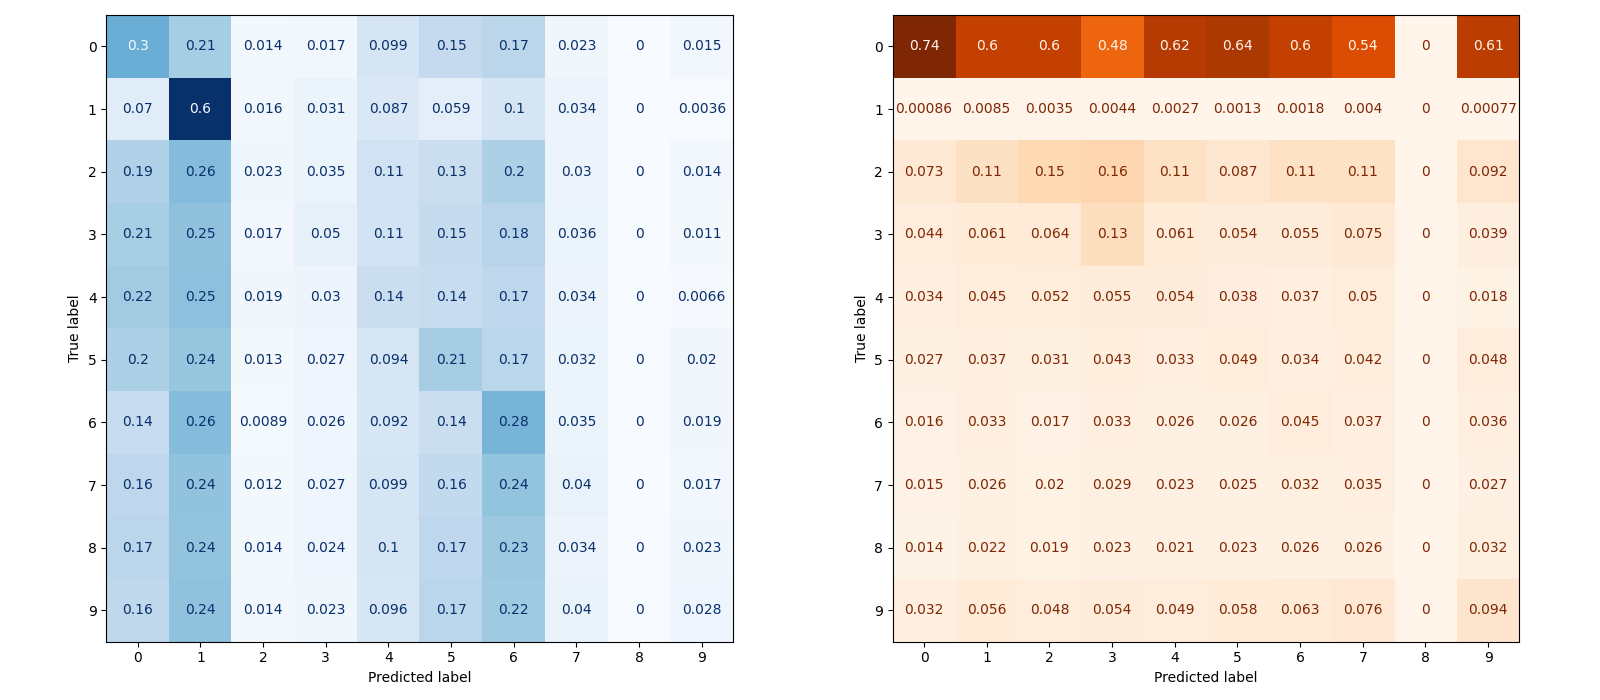 0 0.3 0.21 0.014 0.017 0.099 0.15 0.17 0.023 0 0.015
1 0.07 0.6 0.016 0.031 0.087 0.059 0.1 0.034 0 0.0036
2 0.19 0.26 0.023 0.035 0.11 0.13 0.2 0.03 0 0.014
3 0.21 0.25 0.017 0.05 0.11 0.15 0.18 0.036 0 0.011
4 0.22 0.25 0.019 0.03 0.14 0.14 0.17 0.034 0 0.0066
True label
5 0.2 0.24 0.013 0.027 0.094 0.21 0.17 0.032 0 0.02
6 0.14 0.26 0.0089 0.026 0.092 0.14 0.28 0.035 0 0.019
7 0.16 0.24 0.012 0.027 0.099 0.16 0.24 0.04 0 0.017
8 0.17 0.24 0.014 0.024 0.1 0.17 0.23 0.034 0 0.023
9 0.16 0.24 0.014 0.023 0.096 0.17 0.22 0.04 0 0.028
0 1 2 3 4 5 6 7 8 9
Predicted label
0 0.74 0.6 0.6 0.48 0.62 0.64 0.6 0.54 0 0.61
1 0.00086 0.0085 0.0035 0.0044 0.0027 0.0013 0.0018 0.004 0 0.00077
2 0.073 0.11 0.15 0.16 0.11 0.087 0.11 0.11 0 0.092
3 0.044 0.061 0.064 0.13 0.061 0.054 0.055 0.075 0 0.039
4 0.034 0.045 0.052 0.055 0.054 0.038 0.037 0.05 0 0.018
True label
5 0.027 0.037 0.031 0.043 0.033 0.049 0.034 0.042 0 0.048
6 0.016 0.033 0.017 0.033 0.026 0.026 0.045 0.037 0 0.036
7 0.015 0.026 0.02 0.029 0.023 0.025 0.032 0.035 0 0.027
8 0.014 0.022 0.019 0.023 0.021 0.023 0.026 0.026 0 0.032
9 0.032 0.056 0.048 0.054 0.049 0.058 0.063 0.076 0 0.094
0 1 2 3 4 5 6 7 8 9
Predicted label